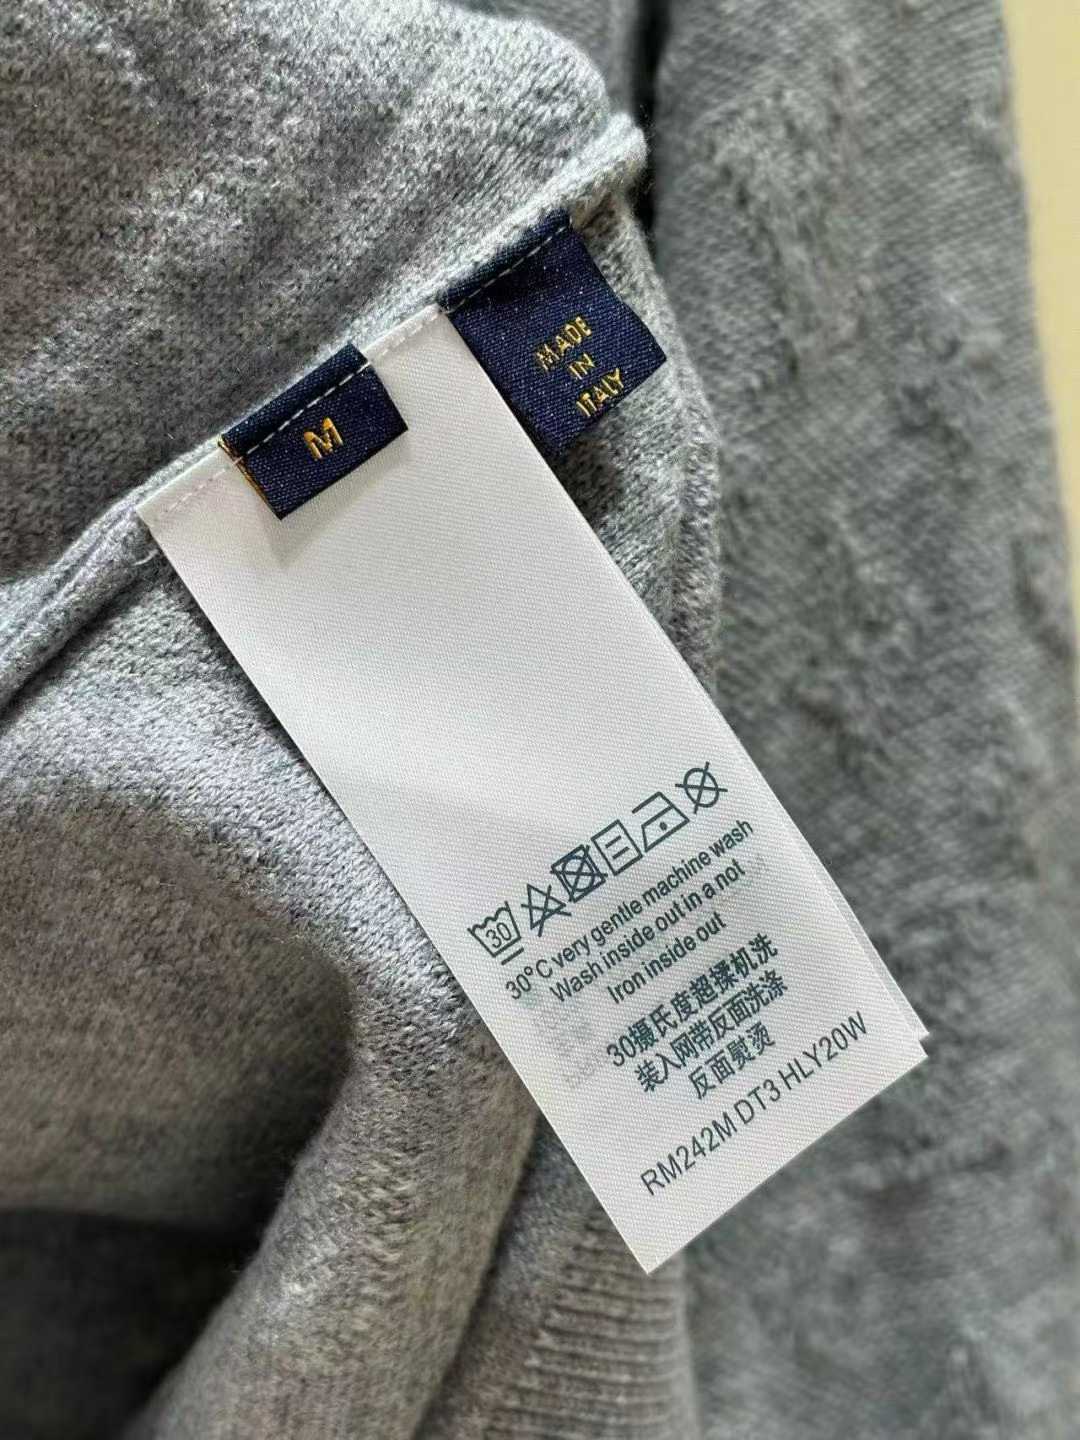 MADE
IN
ITALY
M
30
30°C very gentle machine wash
Wash inside out in a not
Iron inside out
30摄氏度超揉机洗
装入网带反面洗涤
反面熨烫
RM242M DT3 HLY20W